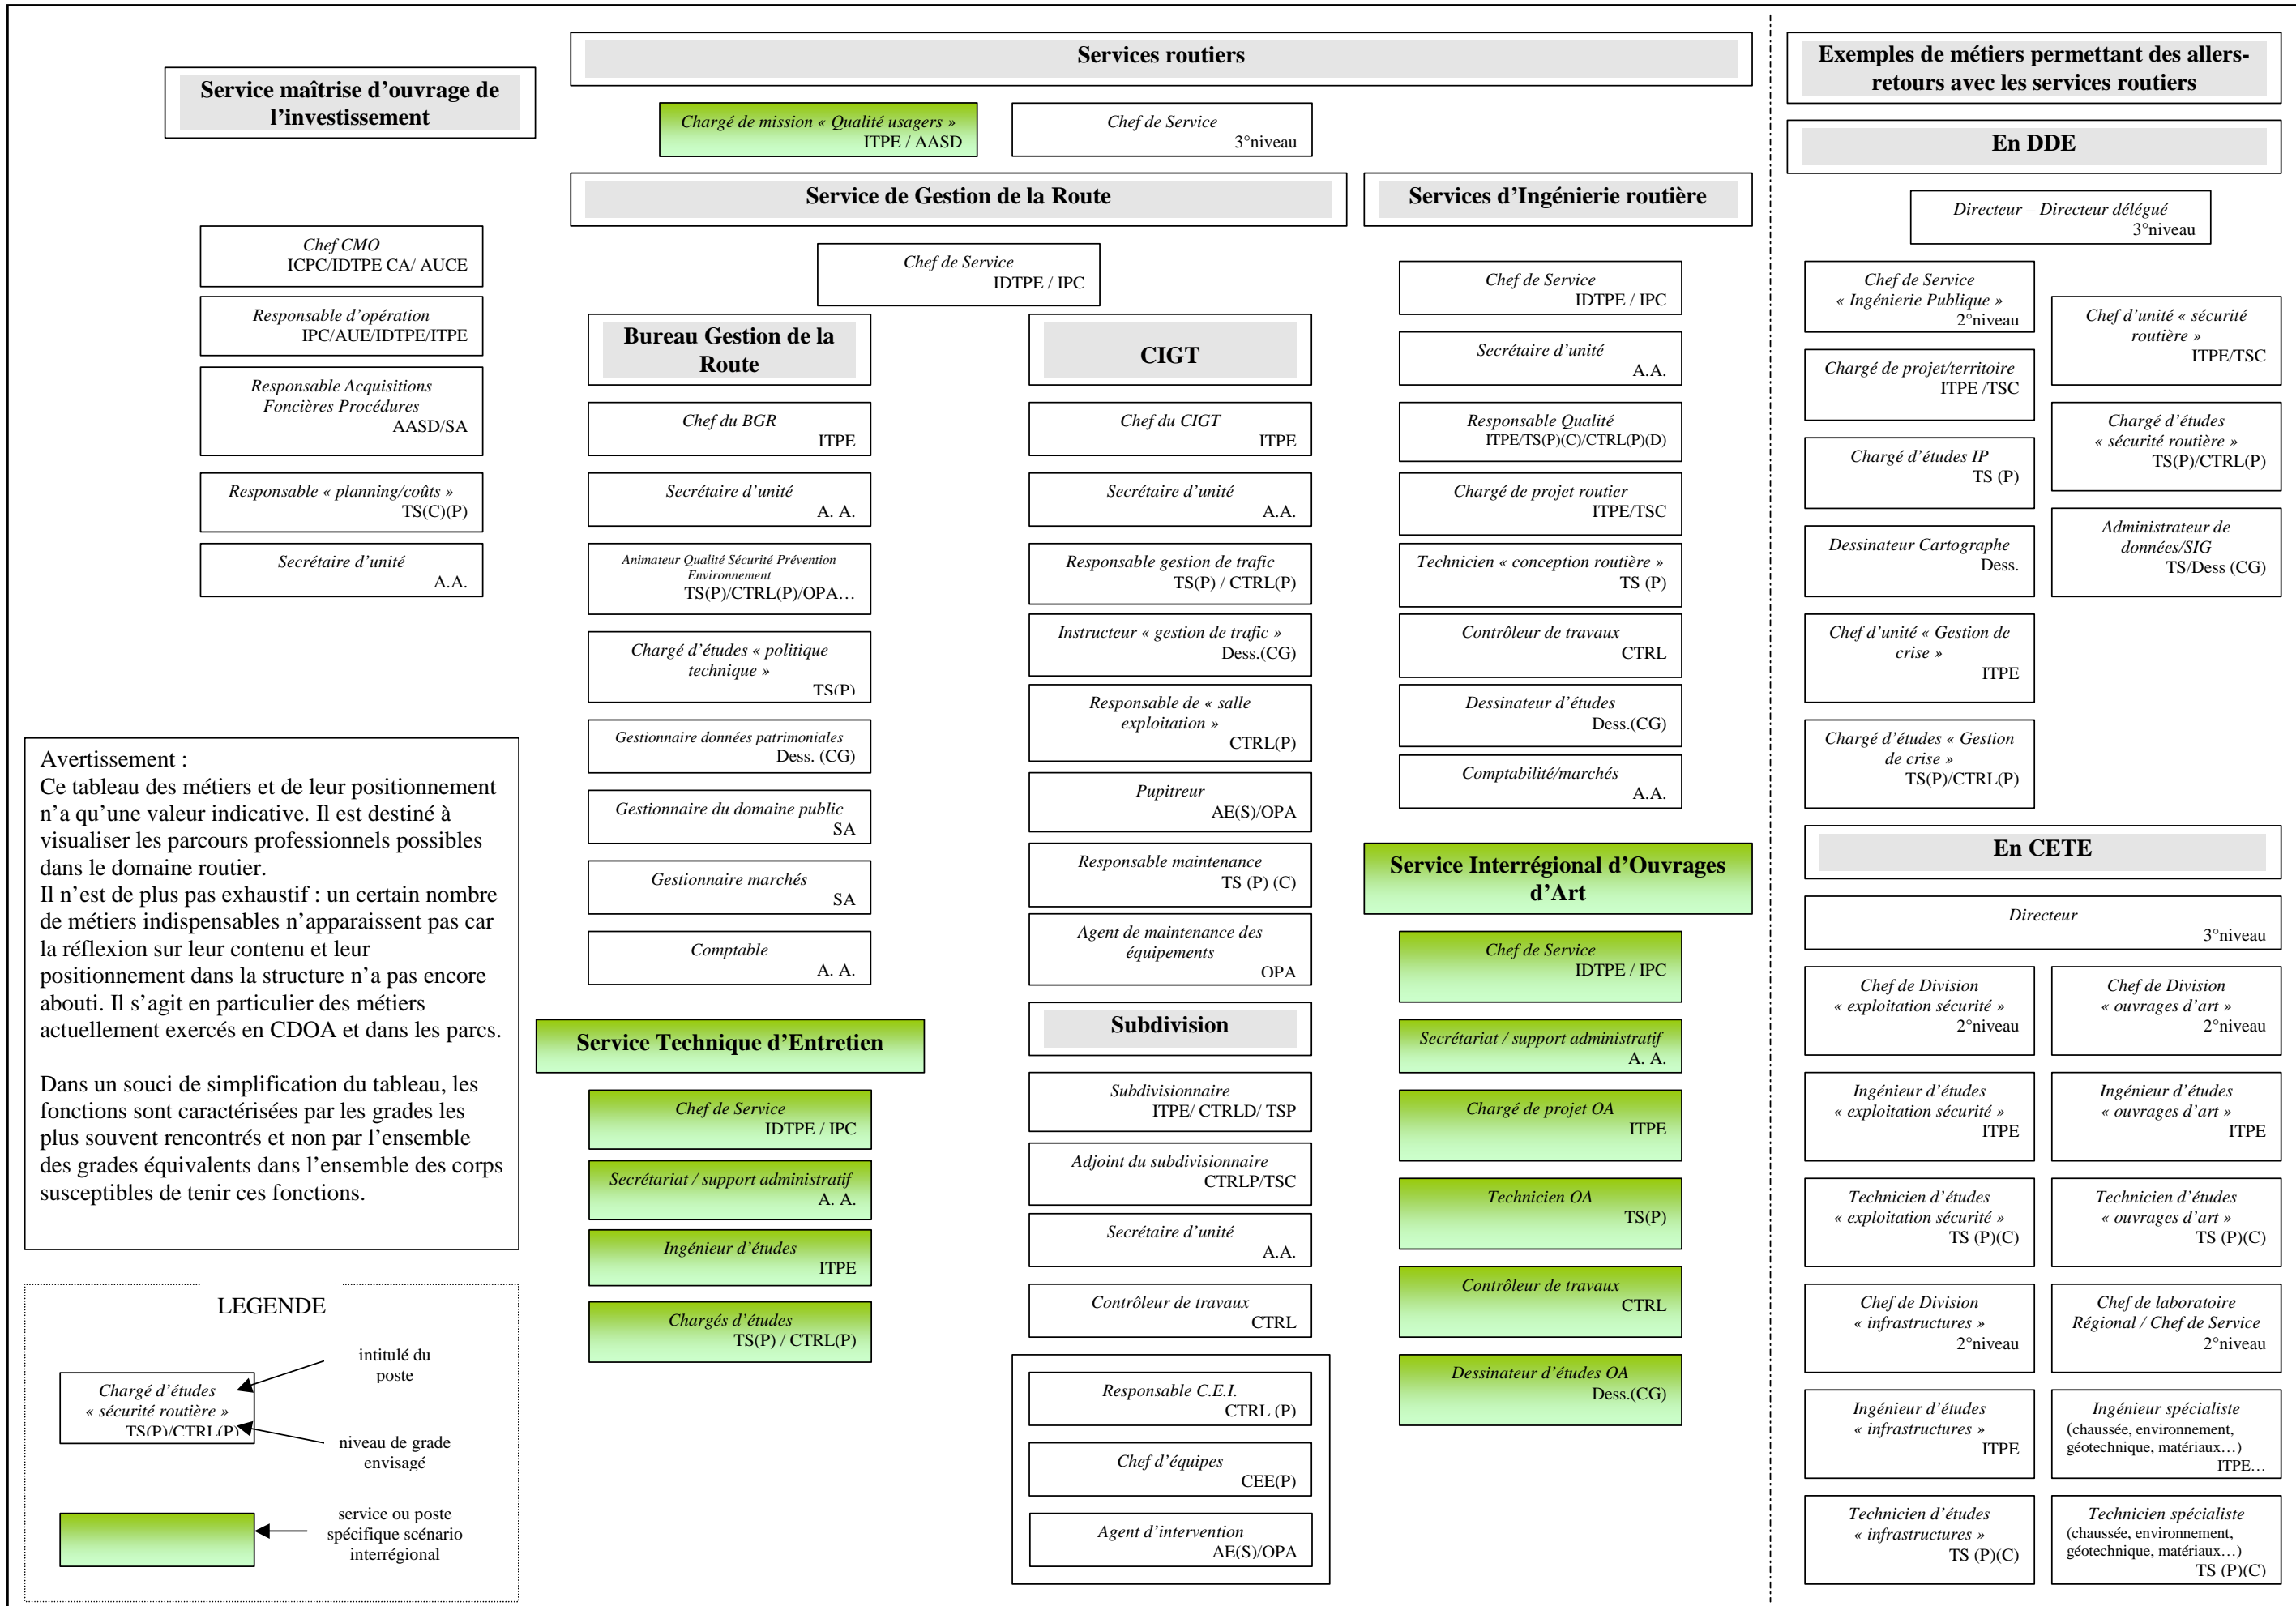 Service maîtrise d’ouvrage de
l’investissement
Chef CMO
ICPC/IDTPE CA/ AUCE
Responsable d’opération
IPC/AUE/IDTPE/ITPE
Responsable Acquisitions
Foncières Procédures
AASD/SA
Responsable « planning/coûts »
TS(C)(P)
Secrétaire d’unité
A.A.
Avertissement :
Ce tableau des métiers et de leur positionnement
n’a qu’une valeur indicative. Il est destiné à
visualiser les parcours professionnels possibles
dans le domaine routier.
Il n’est de plus pas exhaustif : un certain nombre
de métiers indispensables n’apparaissent pas car
la réflexion sur leur contenu et leur
positionnement dans la structure n’a pas encore
abouti. Il s’agit en particulier des métiers
actuellement exercés en CDOA et dans les parcs.
Dans un souci de simplification du tableau, les
fonctions sont caractérisées par les grades les
plus souvent rencontrés et non par l’ensemble
des grades équivalents dans l’ensemble des corps
susceptibles de tenir ces fonctions.
LEGENDE
Chargé d’études
« sécurité routière »
TS(P)/CTRL(P)
intitulé du
poste
niveau de grade
envisagé
service ou poste
spécifique scénario
interrégional
Services routiers
Chargé de mission « Qualité usagers »
ITPE / AASD
Chef de Service
3°niveau
Service de Gestion de la Route
Chef de Service
IDTPE / IPC
Bureau Gestion de la
Route
Chef du BGR
ITPE
Secrétaire d’unité
A. A.
Animateur Qualité Sécurité Prévention
Environnement
TS(P)/CTRL(P)/OPA…
Chargé d’études « politique
technique »
TS(P)
Gestionnaire données patrimoniales
Dess. (CG)
Gestionnaire du domaine public
SA
Gestionnaire marchés
SA
Comptable
A. A.
Service Technique d’Entretien
Chef de Service
IDTPE / IPC
Secrétariat / support administratif
A. A.
Ingénieur d’études
ITPE
Chargés d’études
TS(P) / CTRL(P)
CIGT
Chef du CIGT
ITPE
Secrétaire d’unité
A.A.
Responsable gestion de trafic
TS(P) / CTRL(P)
Instructeur « gestion de trafic »
Dess.(CG)
Responsable de « salle
exploitation »
CTRL(P)
Pupitreur
AE(S)/OPA
Responsable maintenance
TS (P) (C)
Agent de maintenance des
équipements
OPA
Subdivision
Subdivisionnaire
ITPE/ CTRLD/ TSP
Adjoint du subdivisionnaire
CTRLP/TSC
Secrétaire d’unité
A.A.
Contrôleur de travaux
CTRL
Responsable C.E.I.
CTRL (P)
Chef d’équipes
CEE(P)
Agent d’intervention
AE(S)/OPA
Services d’Ingénierie routière
Chef de Service
IDTPE / IPC
Secrétaire d’unité
A.A.
Responsable Qualité
ITPE/TS(P)(C)/CTRL(P)(D)
Chargé de projet routier
ITPE/TSC
Technicien « conception routière »
TS (P)
Contrôleur de travaux
CTRL
Dessinateur d’études
Dess.(CG)
Comptabilité/marchés
A.A.
Service Interrégional d’Ouvrages
d’Art
Chef de Service
IDTPE / IPC
Secrétariat / support administratif
A. A.
Chargé de projet OA
ITPE
Technicien OA
TS(P)
Contrôleur de travaux
CTRL
Dessinateur d’études OA
Dess.(CG)
Exemples de métiers permettant des allers-
retours avec les services routiers
En DDE
Directeur – Directeur délégué
3°niveau
Chef de Service
« Ingénierie Publique »
2°niveau
Chef d’unité « sécurité
routière »
ITPE/TSC
Chargé de projet/territoire
ITPE /TSC
Chargé d’études
« sécurité routière »
TS(P)/CTRL(P)
Chargé d’études IP
TS (P)
Administrateur de
données/SIG
TS/Dess (CG)
Dessinateur Cartographe
Dess.
Chef d’unité « Gestion de
crise »
ITPE
Chargé d’études « Gestion
de crise »
TS(P)/CTRL(P)
En CETE
Directeur
3°niveau
Chef de Division
« exploitation sécurité »
2°niveau
Chef de Division
« ouvrages d’art »
2°niveau
Ingénieur d’études
« exploitation sécurité »
ITPE
Ingénieur d’études
« ouvrages d’art »
ITPE
Technicien d’études
« exploitation sécurité »
TS (P)(C)
Technicien d’études
« ouvrages d’art »
TS (P)(C)
Chef de Division
« infrastructures »
2°niveau
Chef de laboratoire
Régional / Chef de Service
2°niveau
Ingénieur d’études
« infrastructures »
ITPE
Ingénieur spécialiste
(chaussée, environnement,
géotechnique, matériaux…)
ITPE…
Technicien d’études
« infrastructures »
TS (P)(C)
Technicien spécialiste
(chaussée, environnement,
géotechnique, matériaux…)
TS (P)(C)